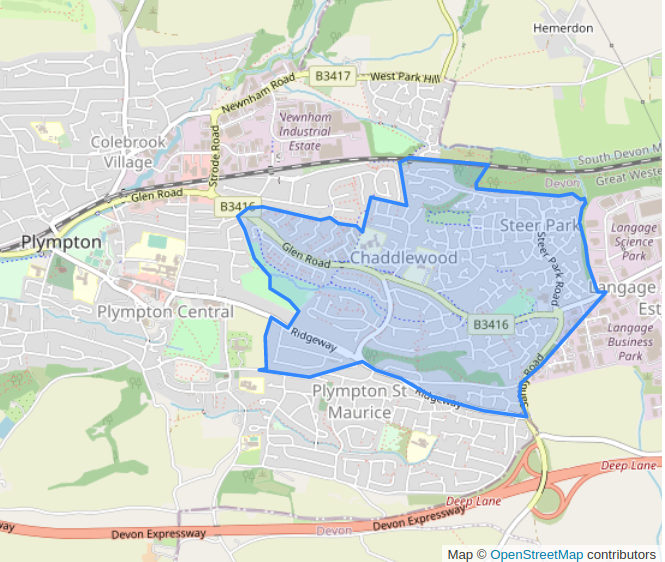 Hemerdon
B3417
West Park Hill
Newnham Road
Newnham
Industrial
Estate
Strode Road
Colebrook
Village
South Devon M
Devon
Great Weste
Glen Road
B3416
Plympton
Steer Park
Langage
Science
Park
Glen Road
Chaddlewood
Steer Park Road
Langage
Est
Plympton Central
B3416
Langage
Business
Park
Ridgeway
Road
Plympton St
Maurice
Ridgeway
Deep Lane
Deep Lane
Devon Expressway
Devon
Devon Expressway
way
Map © OpenStreetMap contributors